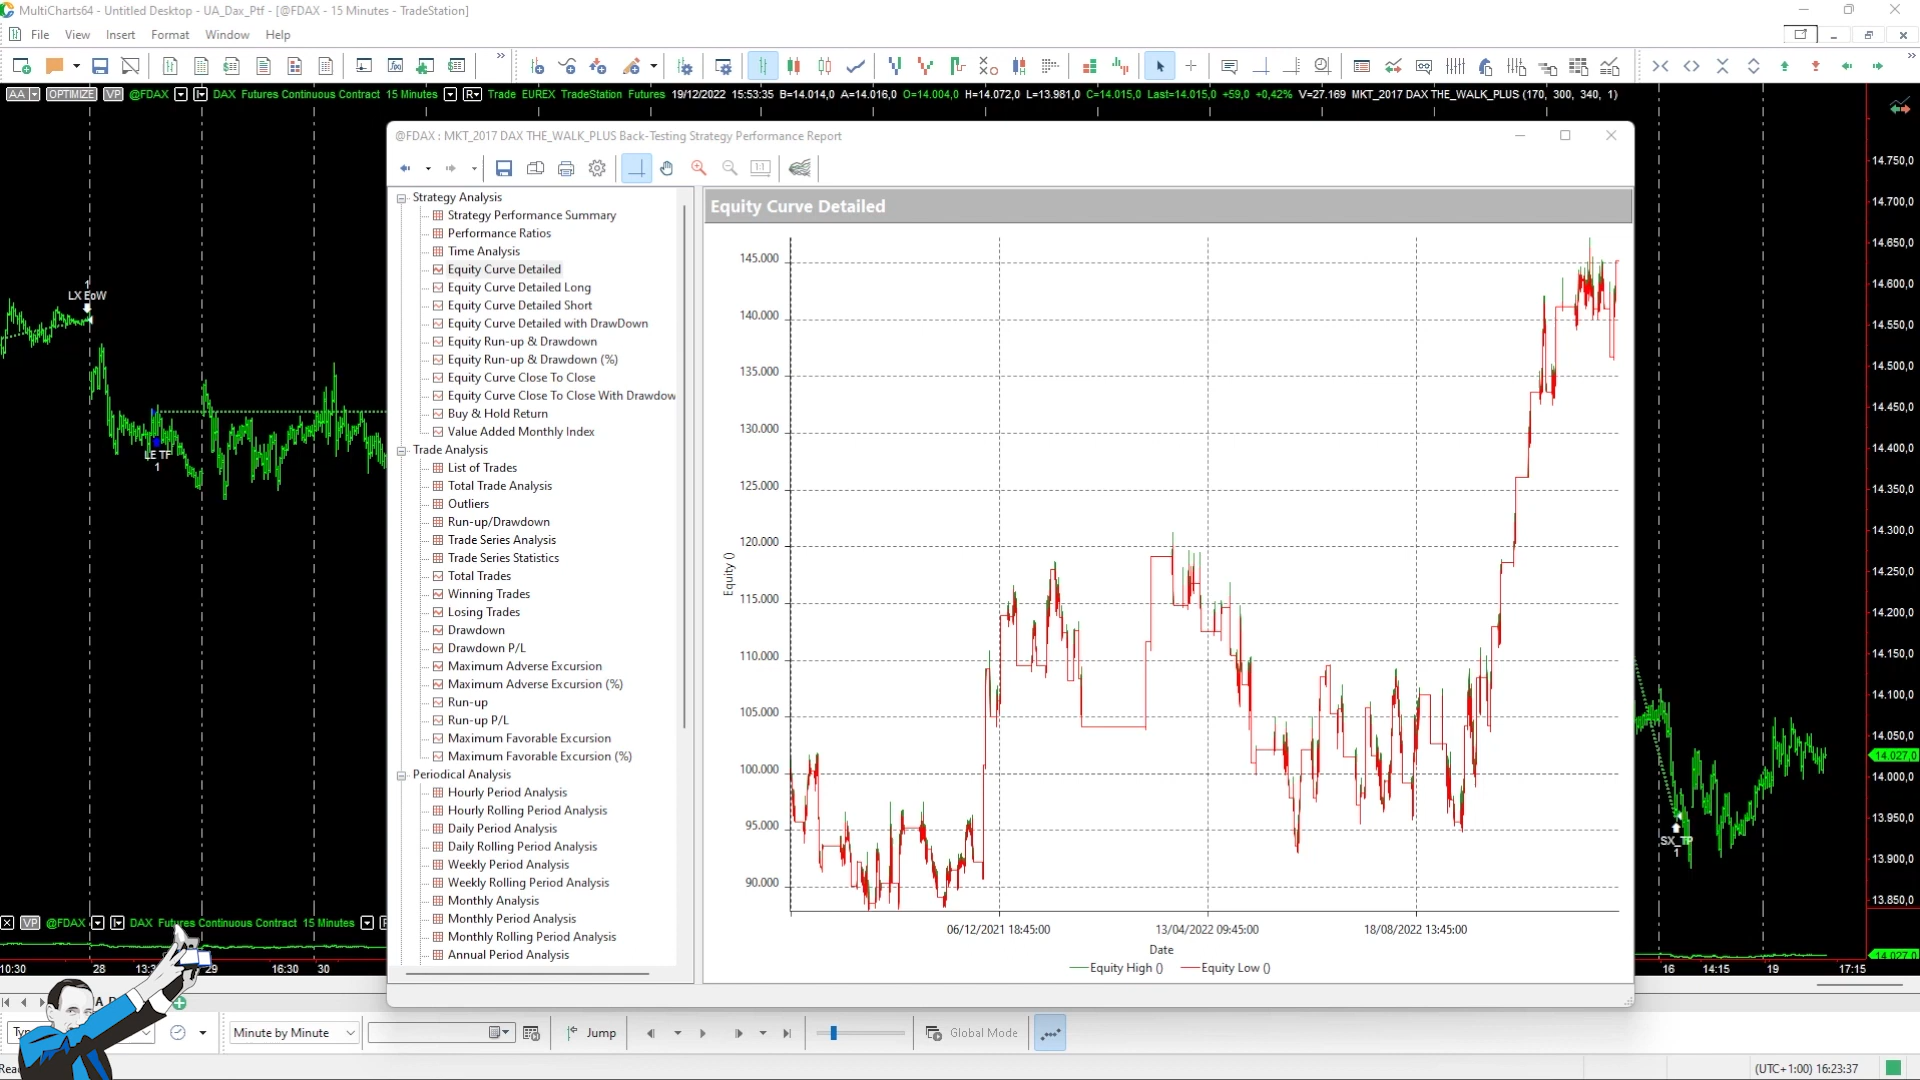 MultiCharts64 - Untitled Desktop - UA_Dax_Ptf - [@FDAX - 15 Minutes - TradeStation]
File View Insert Format Window Help
AA OPTIMIZE VP @FDAX DAX Futures Continuous Contract 15 Minutes Trade EUREX TradeStation Futures 19/12/2022 15:53:35 B=14.014,0 A=14.016,0 O=14.004,0 H=14.072,0 L=13.981,0 C=14.015,0 Last=14.015,0 +59,0 +0,42% V=27.169 MKT_2017 DAX THE_WALK_PLUS (170, 300, 340, 1)
@FDAX : MKT_2017 DAX THE_WALK_PLUS Back-Testing Strategy Performance Report
Strategy Analysis
Strategy Performance Summary
Performance Ratios
Time Analysis
Equity Curve Detailed
Equity Curve Detailed Long
Equity Curve Detailed Short
Equity Curve Detailed with DrawDown
Equity Run-up & Drawdown
Equity Run-up & Drawdown (%)
Equity Curve Close To Close
Equity Curve Close To Close With Drawdow
Buy & Hold Return
Value Added Monthly Index
Trade Analysis
List of Trades
Total Trade Analysis
Outliers
Run-up/Drawdown
Trade Series Analysis
Trade Series Statistics
Total Trades
Winning Trades
Losing Trades
Drawdown
Drawdown P/L
Maximum Adverse Excursion
Maximum Adverse Excursion (%)
Run-up
Run-up P/L
Maximum Favorable Excursion
Maximum Favorable Excursion (%)
Periodical Analysis
Hourly Period Analysis
Hourly Rolling Period Analysis
Daily Period Analysis
Daily Rolling Period Analysis
Weekly Period Analysis
Weekly Rolling Period Analysis
Monthly Analysis
Monthly Period Analysis
Monthly Rolling Period Analysis
Annual Period Analysis
Equity Curve Detailed
145.000
140.000
135.000
130.000
125.000
120.000
115.000
110.000
105.000
100.000
95.000
90.000
Equity ()
06/12/2021 18:45:00 13/04/2022 09:45:00 18/08/2022 13:45:00
Date
Equity High () Equity Low ()
1
LX EoW
LE TF
1
SX_TP
1
14.750,0
14.700,0
14.650,0
14.600,0
14.550,0
14.500,0
14.450,0
14.400,0
14.350,0
14.300,0
14.250,0
14.200,0
14.150,0
14.100,0
14.050,0
14.027,0
14.000,0
13.950,0
13.900,0
13.850,0
14.027,0
VP @FDAX DAX Futures Continuous Contract 15 Minutes
10:30 28 29 16:30 30 16 14:15 19 17:15
Minute by Minute Jump Global Mode
(UTC+1:00) 16:23:37